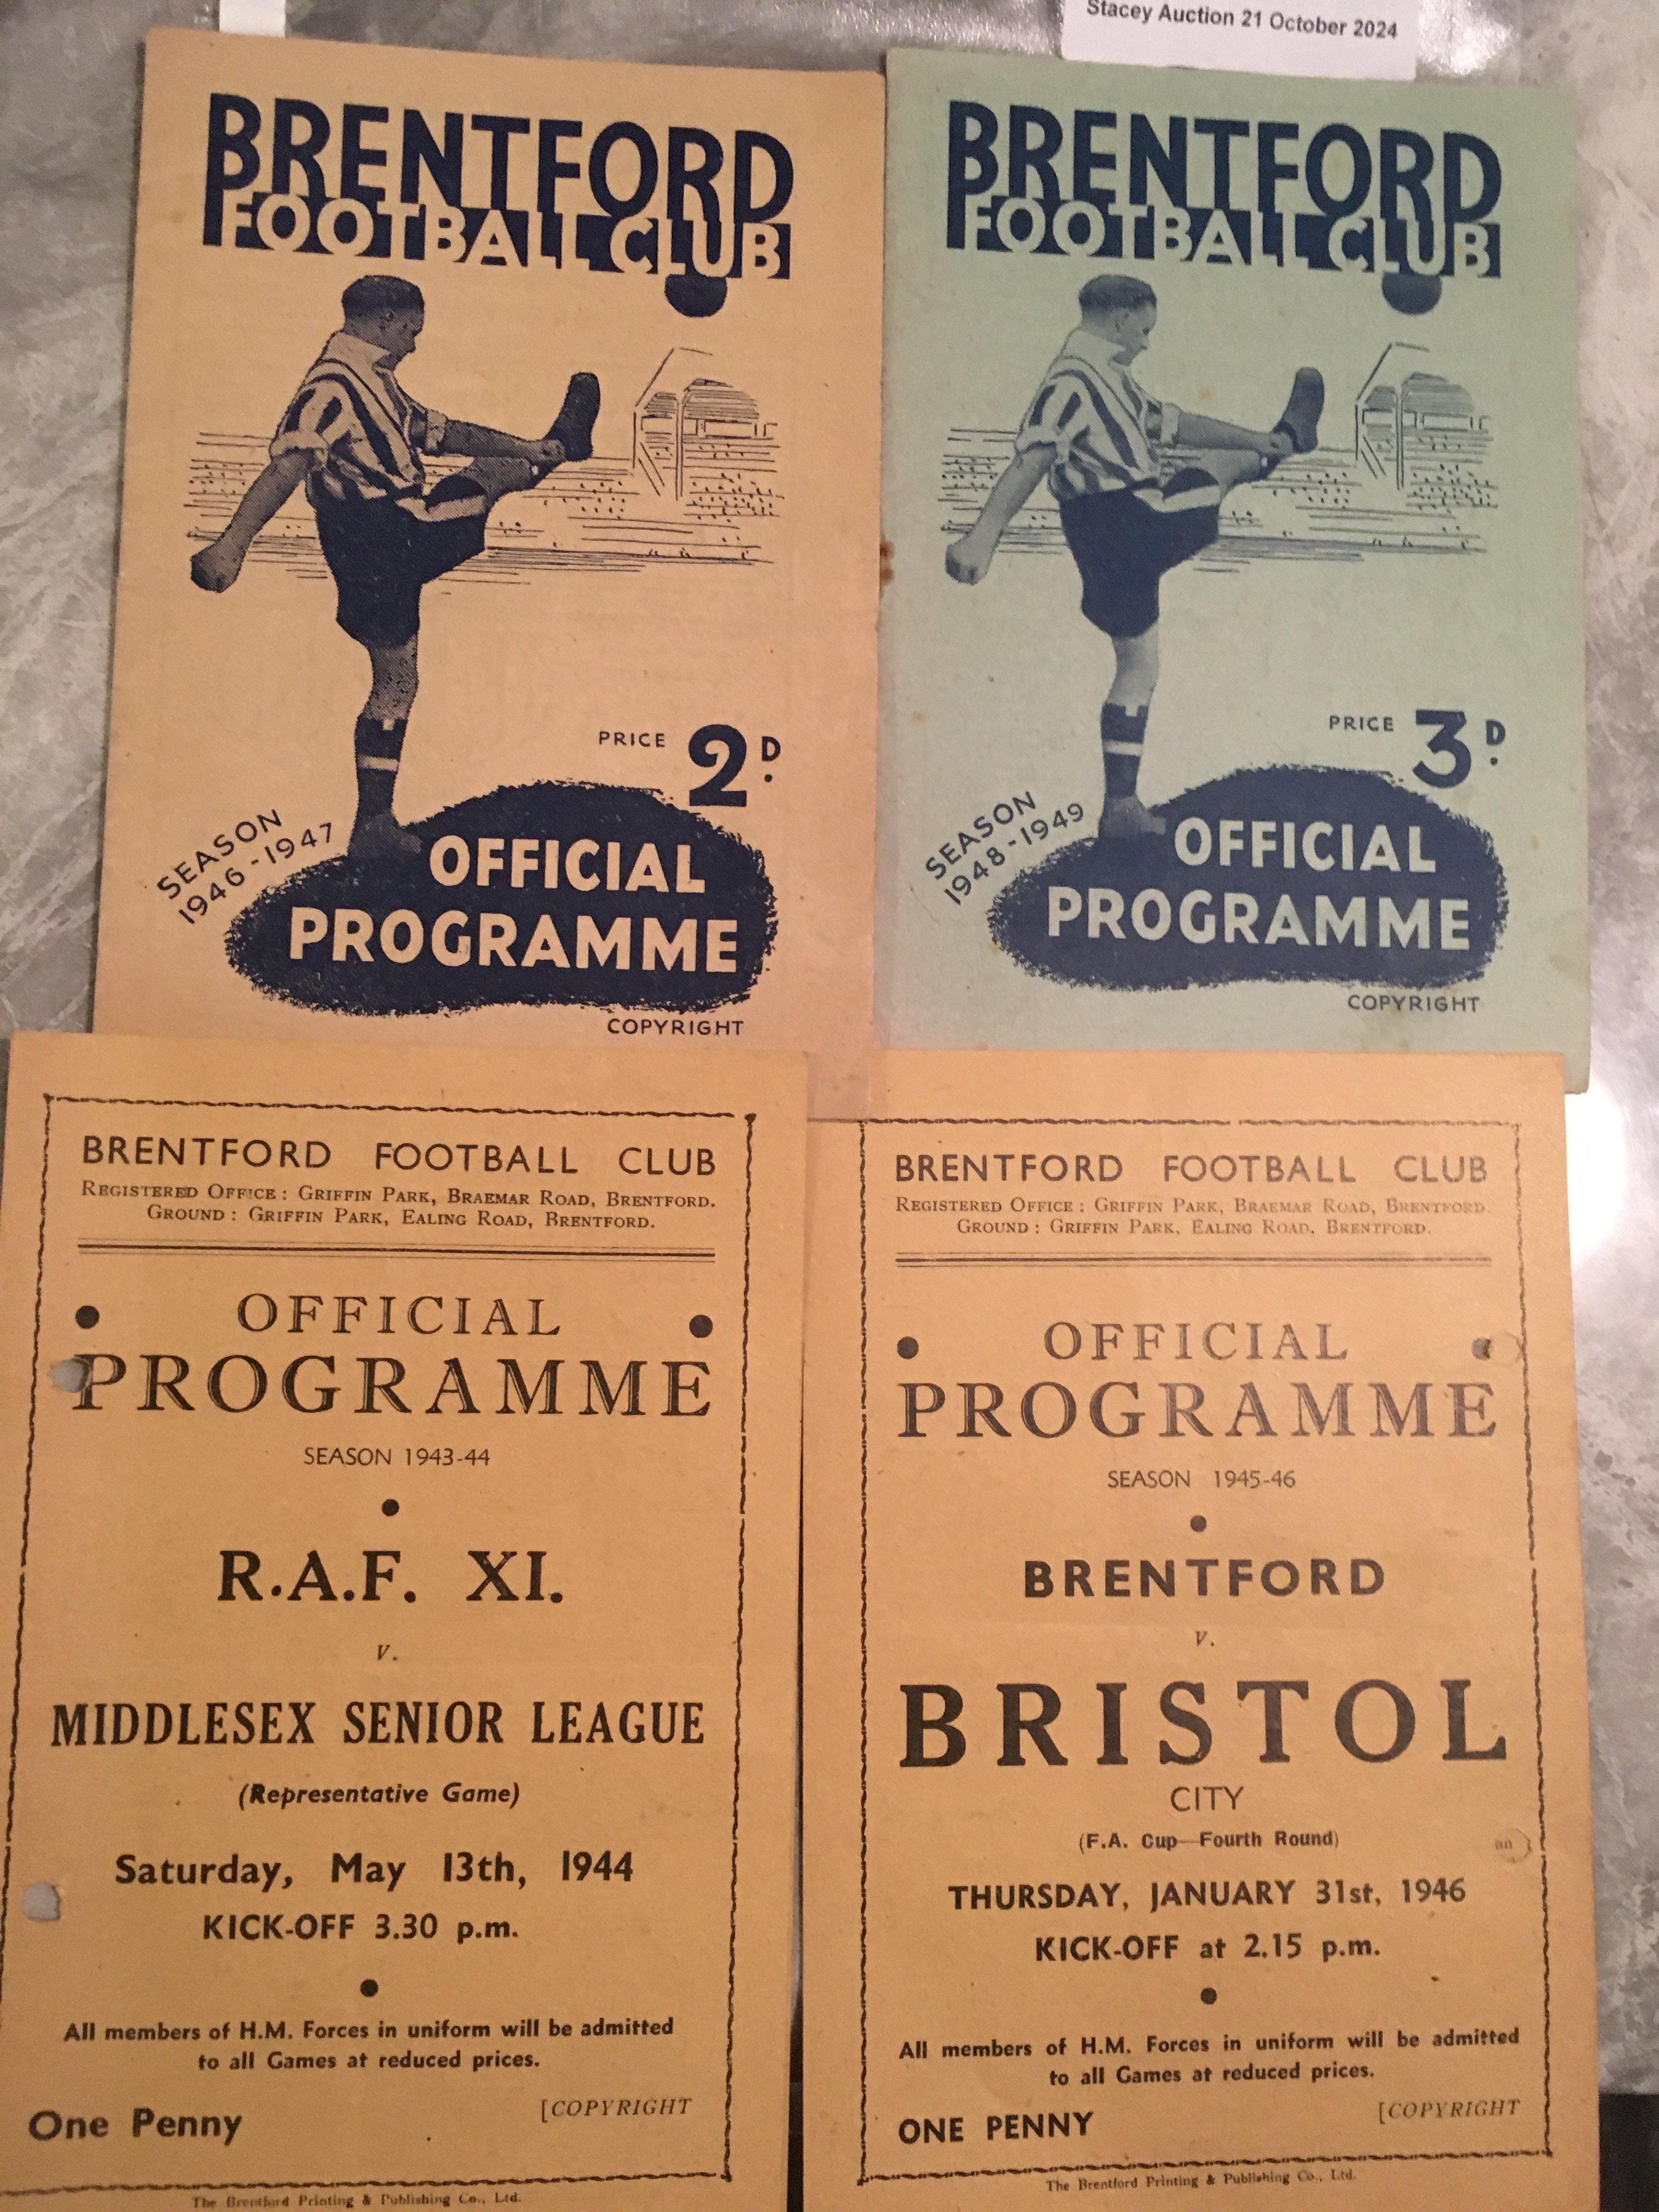 Stacey Auction 21 October 2024
BRENTFORD
FOOTBALL CLUB
PRICE 2D.
SEASON
1946-1947
OFFICIAL
PROGRAMME
COPYRIGHT
BRENTFORD
FOOTBALL CLUB
PRICE 3D.
SEASON
1948-1949
OFFICIAL
PROGRAMME
COPYRIGHT
BRENTFORD FOOTBALL CLUB
REGISTERED OFFICE: GRIFFIN PARK, BRAEMAR ROAD, BRENTFORD.
GROUND: GRIFFIN PARK, EALING ROAD, BRENTFORD.
OFFICIAL
PROGRAMME
SEASON 1943-44
R.A.F. XI.
v.
MIDDLESEX SENIOR LEAGUE
(Representative Game)
Saturday, May 13th, 1944
KICK-OFF 3.30 p.m.
All members of H.M. Forces in uniform will be admitted
to all Games at reduced prices.
[COPYRIGHT
One Penny
The Brentford Printing & Publishing Co., Ltd.
BRENTFORD FOOTBALL CLUB
REGISTERED OFFICE: GRIFFIN PARK, BRAEMAR ROAD, BRENTFORD.
GROUND: GRIFFIN PARK, EALING ROAD, BRENTFORD.
OFFICIAL
PROGRAMME
SEASON 1945-46
BRENTFORD
v.
BRISTOL
CITY
(F.A. Cup—Fourth Round)
an
THURSDAY, JANUARY 31st, 1946
KICK-OFF at 2.15 p.m.
All members of H.M. Forces in uniform will be admitted
to all Games at reduced prices.
[COPYRIGHT
ONE PENNY
The Brentford Printing & Publishing Co., Ltd.